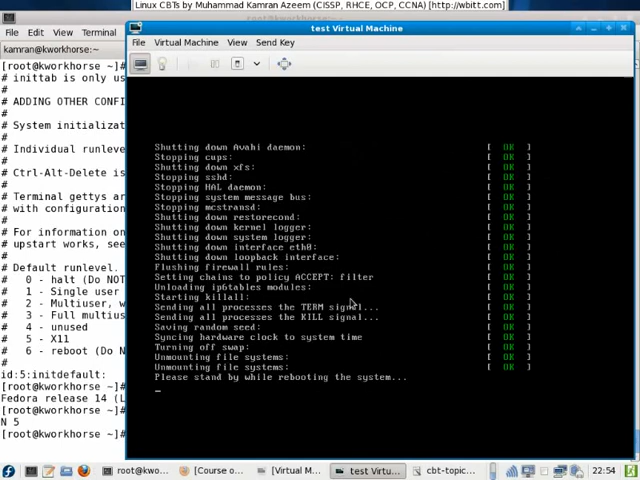 Linux CBTs by Muhammad Kamran Azeem (CISSP, RHCE, OCP, CCNA) [http://wbitt.com]
File Edit View Terminal
kamran@kworkhorse:~
[root@kworkhorse ~]#
# inittab is only us
#
# ADDING OTHER CONFI
#
# System initializat
#
# Individual runleve
#
# Ctrl-Alt-Delete is
#
# Terminal gettys ar
# with configuration
#
# For information on
# upstart works, see
#
# Default runlevel.
# 0 - halt (Do NOT
# 1 - Single user
# 2 - Multiuser, w
# 3 - Full multius
# 4 - unused
# 5 - X11
# 6 - reboot (Do N
#
id:5:initdefault:
[root@kworkhorse ~]#
Fedora release 14 (L
[root@kworkhorse ~]#
N 5
[root@kworkhorse ~]#
test Virtual Machine
File Virtual Machine View Send Key
Shutting down Avahi daemon: [ OK ]
Stopping cups: [ OK ]
Shutting down xfs: [ OK ]
Stopping sshd: [ OK ]
Stopping HAL daemon: [ OK ]
Stopping system message bus: [ OK ]
Stopping mcstransd: [ OK ]
Shutting down restorecond: [ OK ]
Shutting down kernel logger: [ OK ]
Shutting down system logger: [ OK ]
Shutting down interface eth0: [ OK ]
Shutting down loopback interface: [ OK ]
Flushing firewall rules: [ OK ]
Setting chains to policy ACCEPT: filter [ OK ]
Unloading ip6tables modules: [ OK ]
Starting killall: [ OK ]
Sending all processes the TERM signal... [ OK ]
Sending all processes the KILL signal... [ OK ]
Saving random seed: [ OK ]
Syncing hardware clock to system time [ OK ]
Turning off swap: [ OK ]
Unmounting file systems: [ OK ]
Unmounting file systems: [ OK ]
Please stand by while rebooting the system...
root@kwo... [Course o... [Virtual M... test Virtu... cbt-topic... 22:54